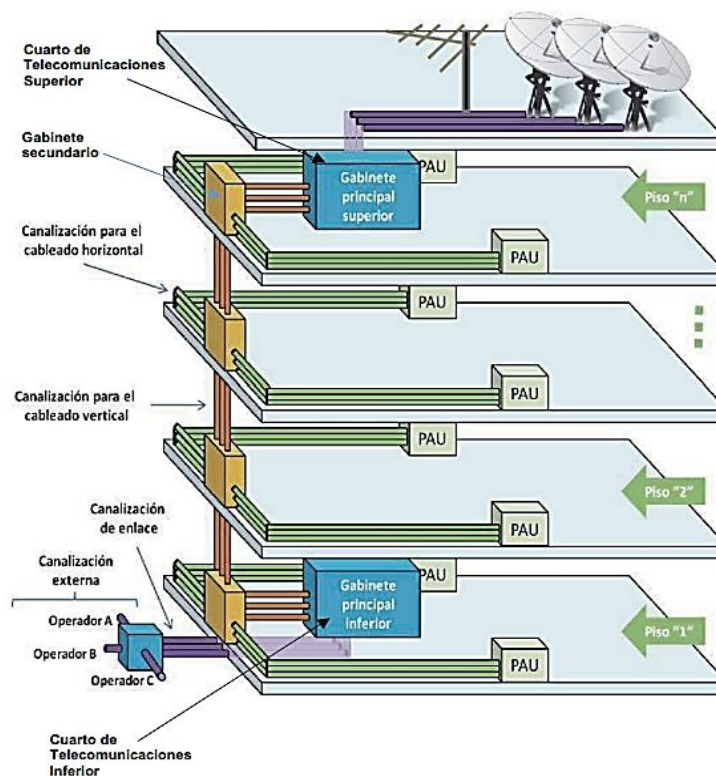 Cuarto de
Telecomunicaciones
Superior
Gabinete
secundario
PAU
Gabinete
principal
superior
Piso "n"
Canalización para el
cableado horizontal
PAU
PAU
PAU
Canalización para el
cableado vertical
PAU
PAU
Piso "2"
Canalización
de enlace
Canalización
externa
Gabinete
principal
Inferior
PAU
Operador A
Operador B
Operador C
Piso "1"
PAU
Cuarto de
Telecomunicaciones
Inferior